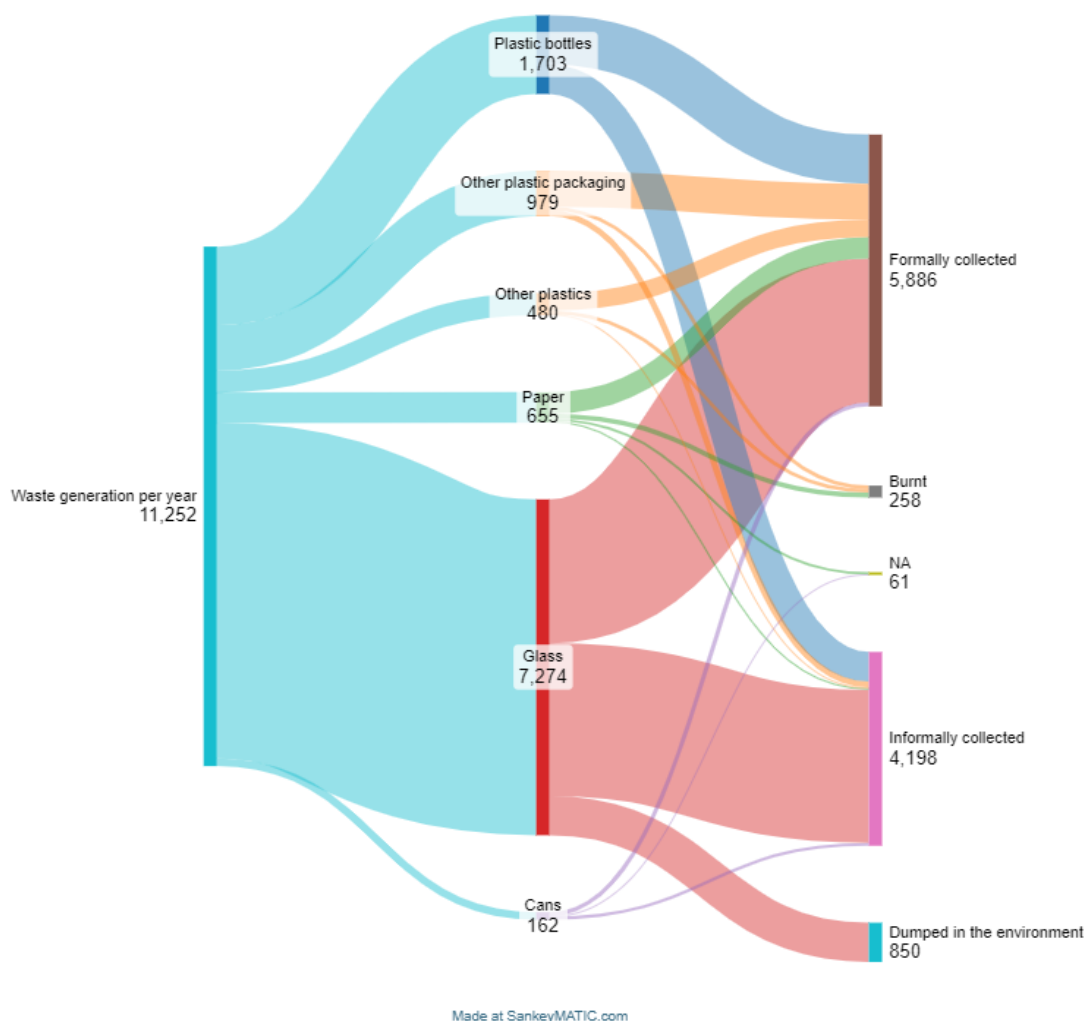 Plastic bottles
1,703
Other plastic packaging
979
Formally collected
5,886
Other plastics
480
Paper
655
Waste generation per year
11,252
Burnt
258
NA
61
Glass
7,274
Informally collected
4,198
Cans
162
Dumped in the environment
850
Made at SankeyMATIC.com